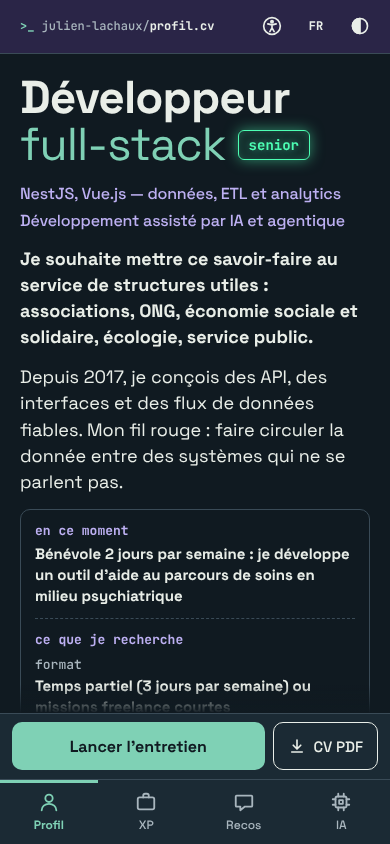 >_ julien-lachaux/profil.cv
FR
Développeur
full-stack senior
NestJS, Vue.js — données, ETL et analytics
Développement assisté par IA et agentique
Je souhaite mettre ce savoir-faire au
service de structures utiles :
associations, ONG, économie sociale et
solidaire, écologie, service public.
Depuis 2017, je conçois des API, des
interfaces et des flux de données
fiables. Mon fil rouge : faire circuler la
donnée entre des systèmes qui ne se
parlent pas.
en ce moment
Bénévole 2 jours par semaine : je développe
un outil d’aide au parcours de soins en
milieu psychiatrique
ce que je recherche
format
Temps partiel (3 jours par semaine) ou
missions freelance courtes
Lancer l’entretien
CV PDF
Profil
XP
Recos
IA